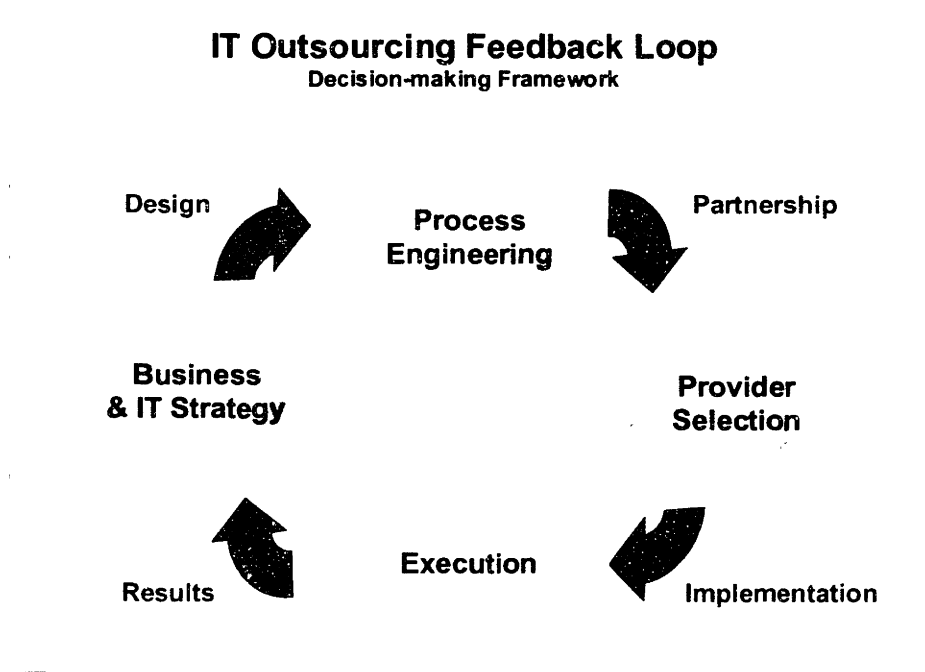 IT Outsourcing Feedback Loop
Decision-making Framework
Design
Partnership
Process
Engineering
Business
& IT Strategy
Provider
Selection
Execution
Results
Implementation